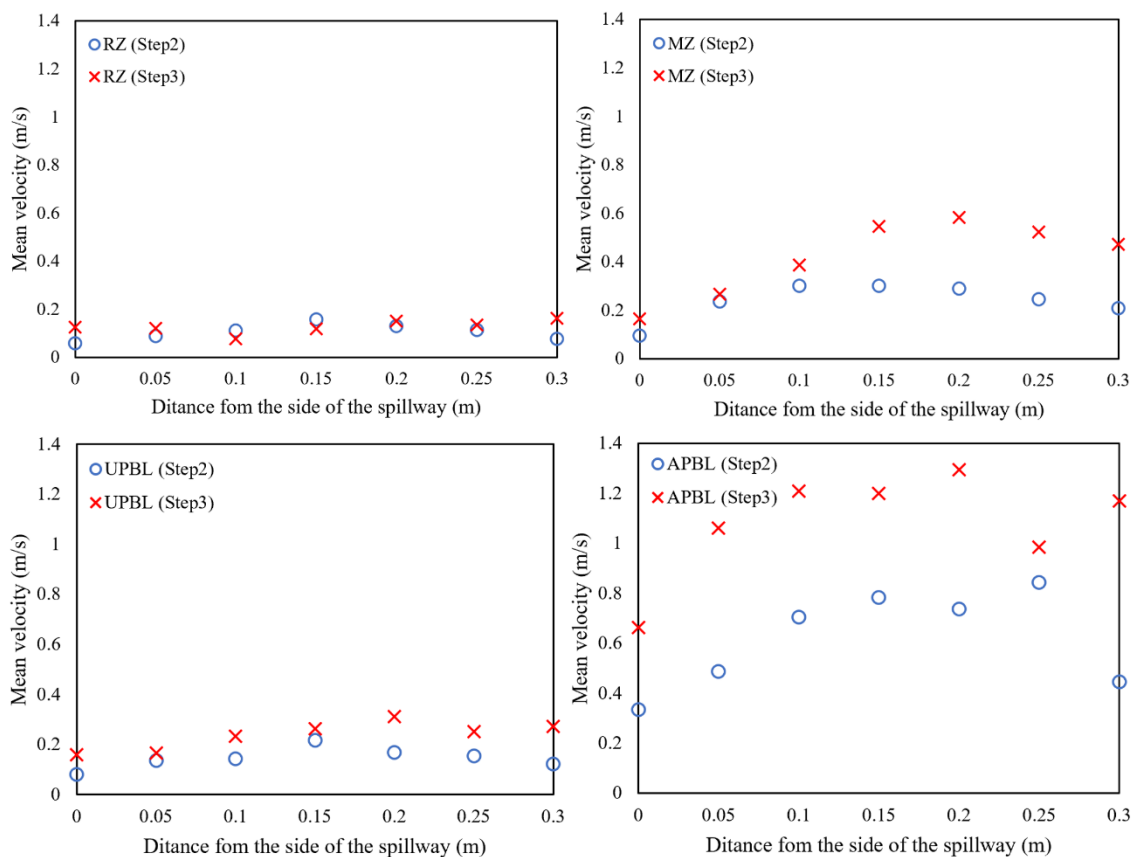 1.4
1.2
1
0.8
0.6
0.4
0.2
0
Mean velocity (m/s)
RZ (Step2)
RZ (Step3)
0 0.05 0.1 0.15 0.2 0.25 0.3
Ditance fom the side of the spillway (m)
1.4
1.2
1
0.8
0.6
0.4
0.2
0
Mean velocity (m/s)
MZ (Step2)
MZ (Step3)
0 0.05 0.1 0.15 0.2 0.25 0.3
Ditance fom the side of the spillway (m)
1.4
1.2
1
0.8
0.6
0.4
0.2
0
Mean velocity (m/s)
UPBL (Step2)
UPBL (Step3)
0 0.05 0.1 0.15 0.2 0.25 0.3
Ditance fom the side of the spillway (m)
1.4
1.2
1
0.8
0.6
0.4
0.2
0
Mean velocity (m/s)
APBL (Step2)
APBL (Step3)
0 0.05 0.1 0.15 0.2 0.25 0.3
Ditance fom the side of the spillway (m)